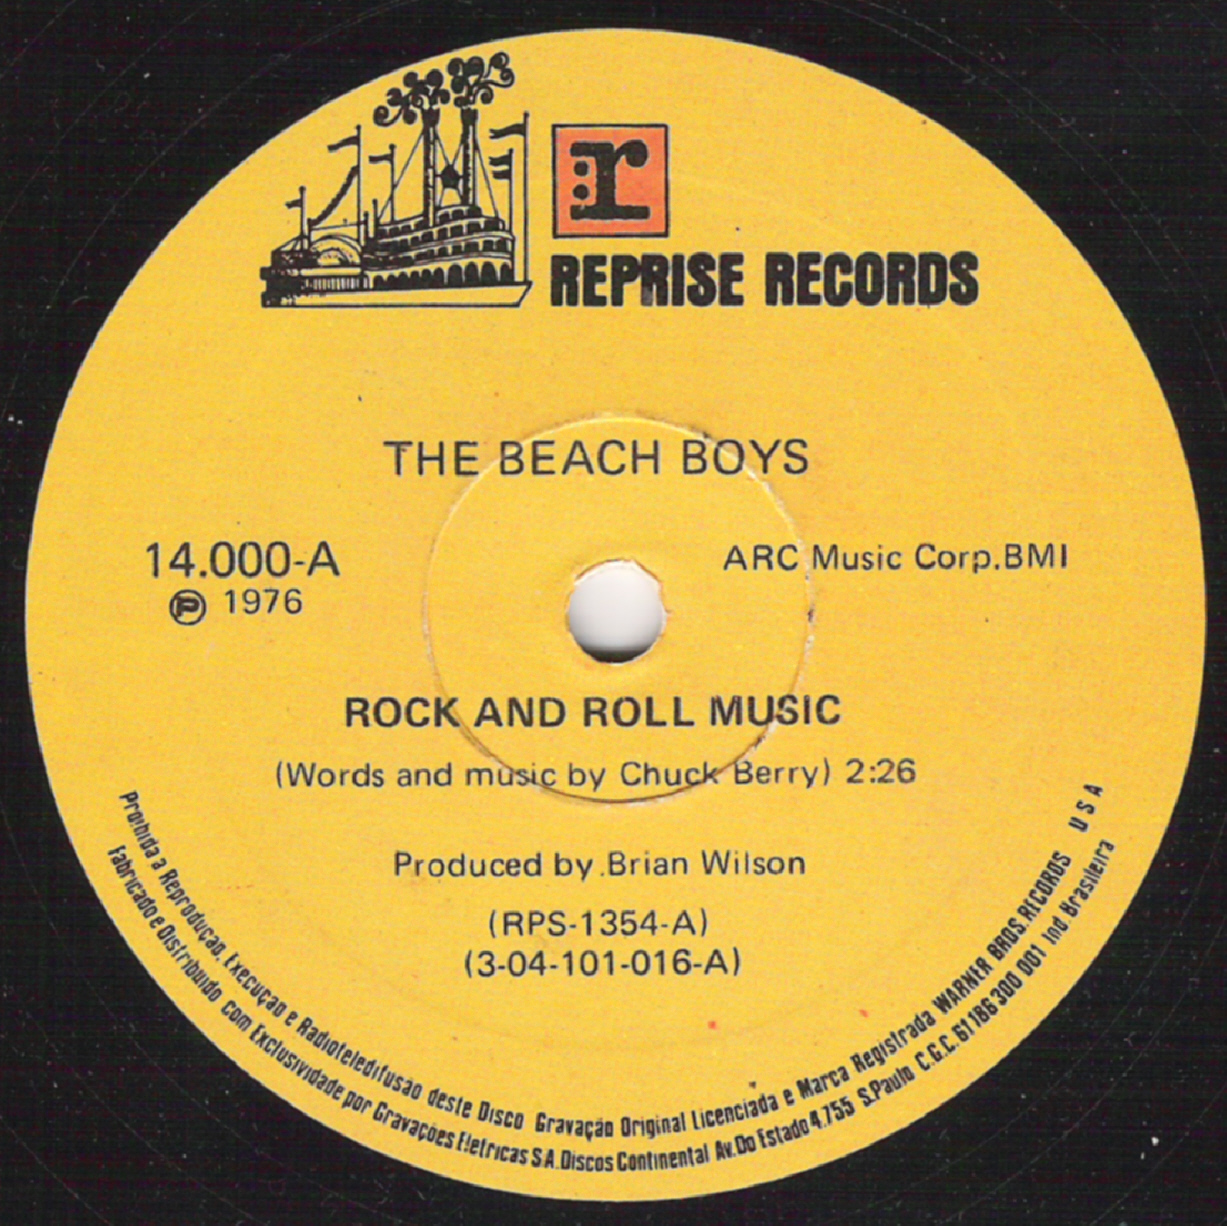 r
REPRISE RECORDS
THE BEACH BOYS
14.000-A
ARC Music Corp.BMI
Ⓟ 1976
ROCK AND ROLL MUSIC
(Words and music by Chuck Berry) 2:26
Produced by .Brian Wilson
(RPS-1354-A)
(3-04-101-016-A)
Proibida a Reprodução, Execução e Radioteledifusão deste Disco Gravação Original Licenciada e Marca Registrada WARNER BROS. RECORDS U S A
Fabricado e Distribuido com Exclusividade por Gravações Eletricas S.A. Discos Continental Av. Do Estado 4.755 S.Paulo C.G.C. 61 186 300 001 Ind. Brasileira